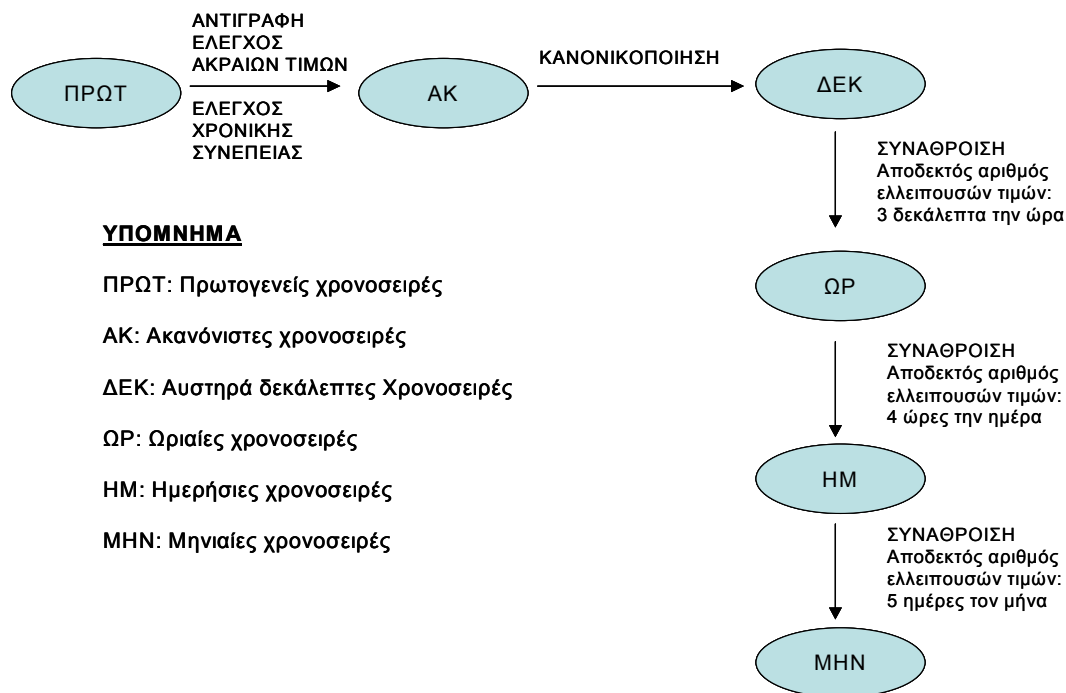 ΑΝΤΙΓΡΑΦΗ
ΕΛΕΓΧΟΣ
ΑΚΡΑΙΩΝ ΤΙΜΩΝ
ΠΡΩΤ
ΕΛΕΓΧΟΣ
ΧΡΟΝΙΚΗΣ
ΣΥΝΕΠΕΙΑΣ
ΑΚ
ΚΑΝΟΝΙΚΟΠΟΙΗΣΗ
ΔΕΚ
ΣΥΝΑΘΡΟΙΣΗ
Αποδεκτός αριθμός
ελλειπουσών τιμών:
3 δεκάλεπτα την ώρα
ΩΡ
ΣΥΝΑΘΡΟΙΣΗ
Αποδεκτός αριθμός
ελλειπουσών τιμών:
4 ώρες την ημέρα
ΗΜ
ΣΥΝΑΘΡΟΙΣΗ
Αποδεκτός αριθμός
ελλειπουσών τιμών:
5 ημέρες τον μήνα
ΜΗΝ
ΥΠΟΜΝΗΜΑ
ΠΡΩΤ: Πρωτογενείς χρονοσειρές
ΑΚ: Ακανόνιστες χρονοσειρές
ΔΕΚ: Αυστηρά δεκάλεπτες Χρονοσειρές
ΩΡ: Ωριαίες χρονοσειρές
ΗΜ: Ημερήσιες χρονοσειρές
ΜΗΝ: Μηνιαίες χρονοσειρές